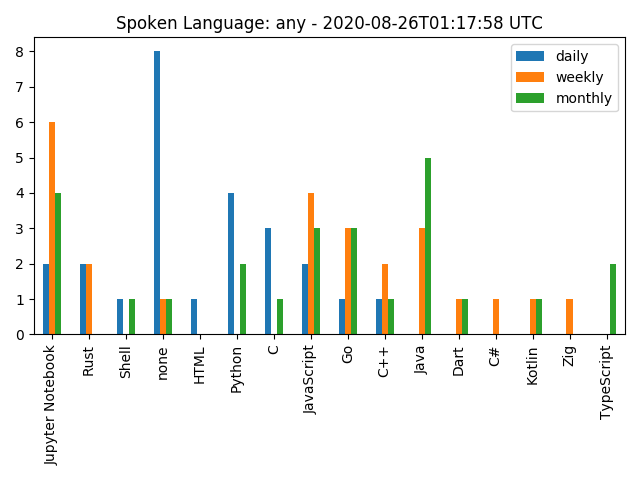 Spoken Language: any - 2020-08-26T01:17:58 UTC
daily
weekly
monthly
8
7
6
5
4
3
2
1
0
Jupyter Notebook
Rust
Shell
none
HTML
Python
C
JavaScript
Go
C++
Java
Dart
C#
Kotlin
Zig
TypeScript